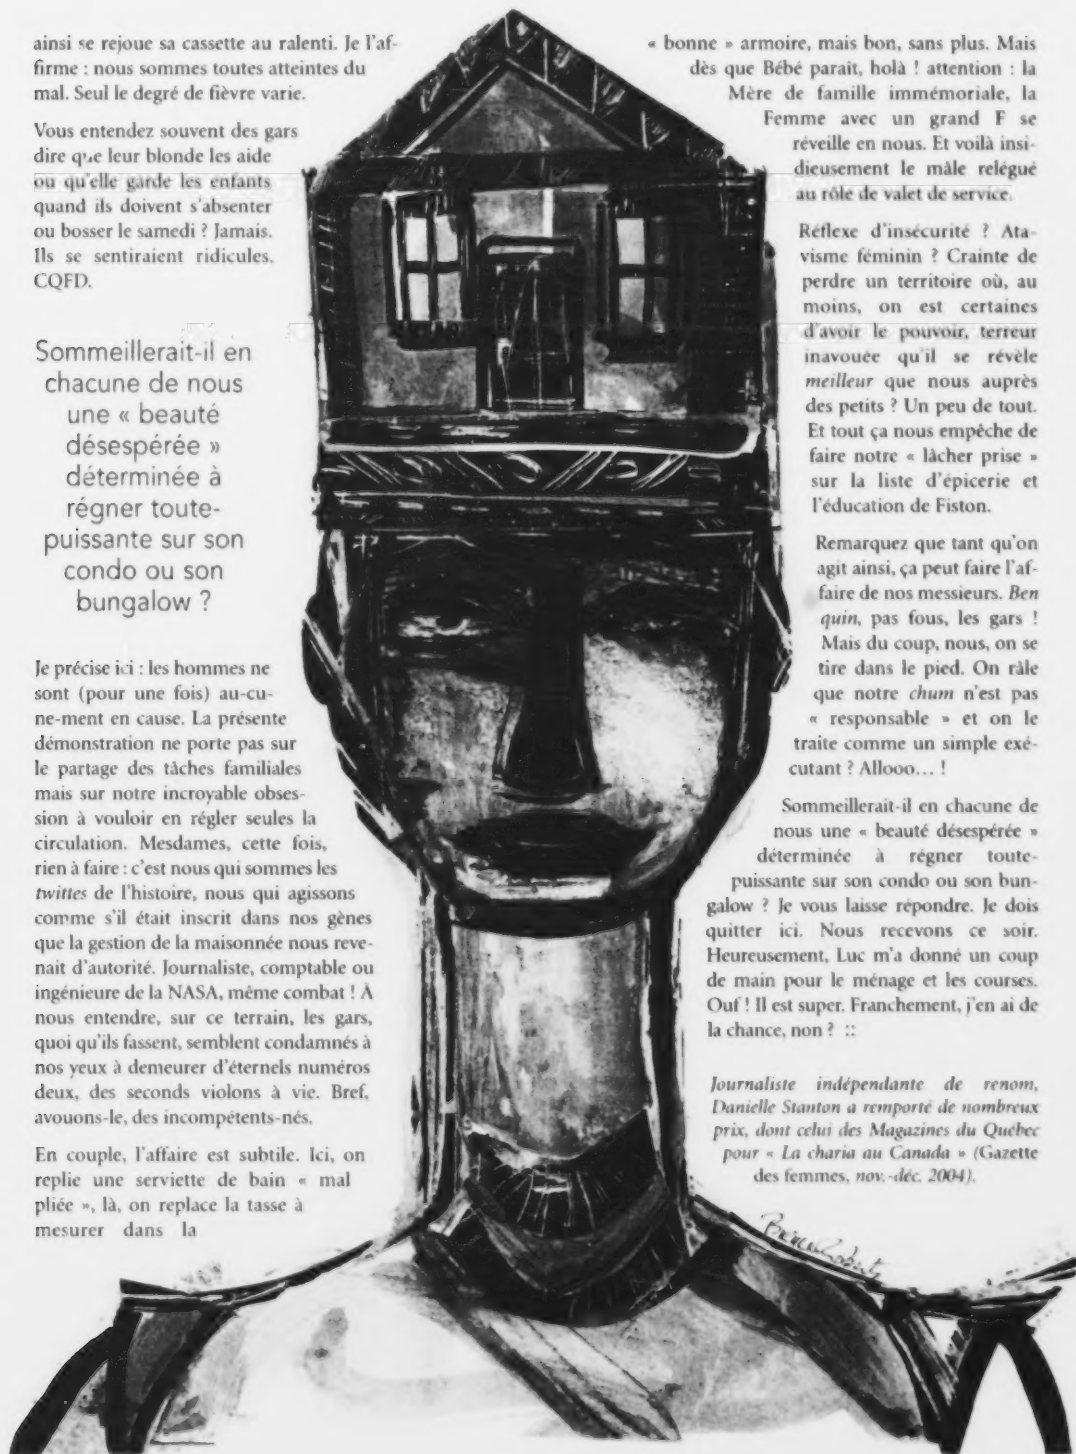 ainsi se rejoue sa cassette au ralenti. Je l'af-
firme : nous sommes toutes atteintes du
mal. Seul le degré de fièvre varie.
Vous entendez souvent des gars
dire que leur blonde les aide
ou qu'elle garde les enfants
quand ils doivent s'absenter
ou bosser le samedi ? Jamais.
Ils se sentiraient ridicules.
CQFD.
Sommeillerait-il en
chacune de nous
une « beauté
désespérée »
déterminée à
régner toute-
puissante sur son
condo ou son
bungalow ?
Je précise ici : les hommes ne
sont (pour une fois) au-cu-
ne-ment en cause. La présente
démonstration ne porte pas sur
le partage des tâches familiales
mais sur notre incroyable obses-
sion à vouloir en régler seules la
circulation. Mesdames, cette fois,
rien à faire : c'est nous qui sommes les
twittes de l'histoire, nous qui agissons
comme s'il était inscrit dans nos gènes
que la gestion de la maisonnée nous reve-
nait d'autorité. Journaliste, comptable ou
ingénieure de la NASA, même combat ! À
nous entendre, sur ce terrain, les gars,
quoi qu'ils fassent, semblent condamnés à
nos yeux à demeurer d'éternels numéros
deux, des seconds violons à vie. Bref,
avouons-le, des incompétents-nés.
En couple, l'affaire est subtile. Ici, on
replie une serviette de bain « mal
pliée », là, on replace la tasse à
mesurer dans la
« bonne » armoire, mais bon, sans plus. Mais
dès que Bébé parait, holà ! attention : la
Mère de famille immémoriale, la
Femme avec un grand F se
réveille en nous. Et voilà insi-
dieusement le mâle relégué
au rôle de valet de service.
Réflexe d'insécurité ? Ata-
visme féminin ? Crainte de
perdre un territoire où, au
moins, on est certaines
d'avoir le pouvoir, terreur
inavouée qu'il se révèle
meilleur que nous auprès
des petits ? Un peu de tout.
Et tout ça nous empêche de
faire notre « lâcher prise »
sur la liste d'épicerie et
l'éducation de Fiston.
Remarquez que tant qu'on
agit ainsi, ça peut faire l'af-
faire de nos messieurs. Ben
quin, pas fous, les gars !
Mais du coup, nous, on se
tire dans le pied. On râle
que notre chum n'est pas
« responsable » et on le
traite comme un simple exé-
cutant ? Allooo... !
Sommeillerait-il en chacune de
nous une « beauté désespérée »
déterminée à régner toute-
puissante sur son condo ou son bun-
galow ? Je vous laisse répondre. Je dois
quitter ici. Nous recevons ce soir.
Heureusement, Luc m'a donné un coup
de main pour le ménage et les courses.
Ouf ! Il est super. Franchement, j'en ai de
la chance, non ? ::
Journaliste indépendante de renom,
Danielle Stanton a remporté de nombreux
prix, dont celui des Magazines du Québec
pour « La charia au Canada » (Gazette
des femmes, nov.-déc. 2004).